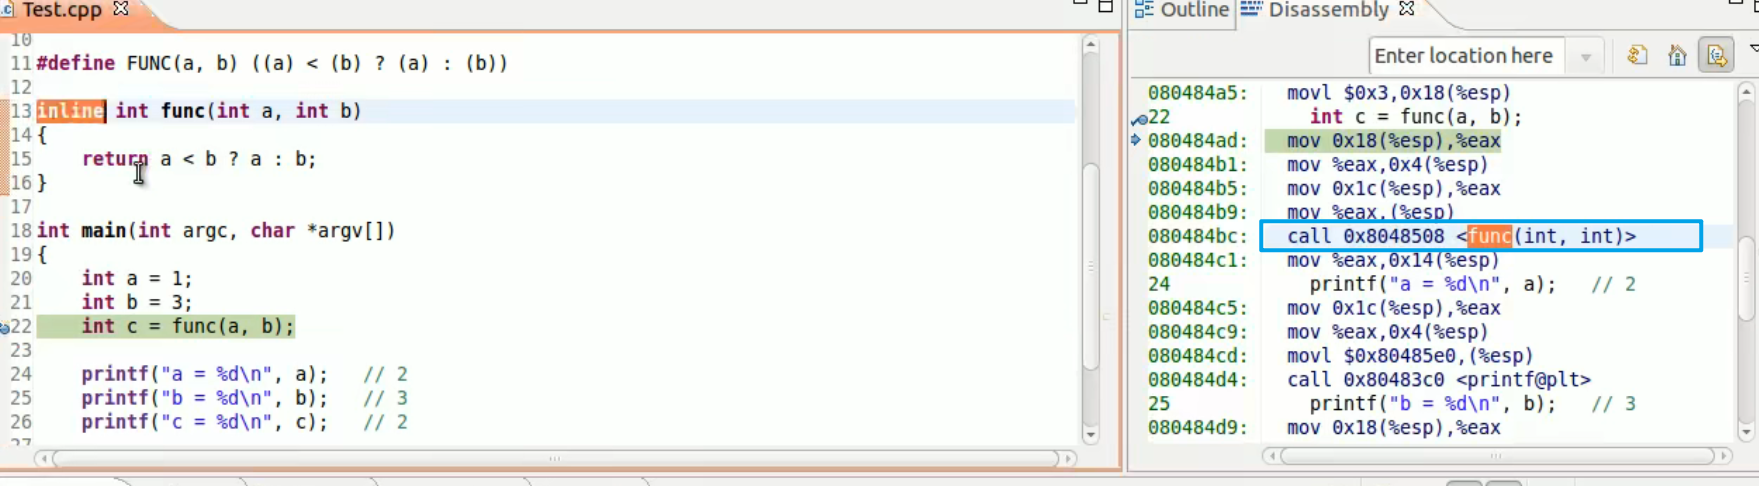 Test.cpp
10
11 #define FUNC(a, b) ((a) < (b) ? (a) : (b))
12
13 inline int func(int a, int b)
14 {
15     return a < b ? a : b;
16 }
17
18 int main(int argc, char *argv[])
19 {
20     int a = 1;
21     int b = 3;
22     int c = func(a, b);
23
24     printf("a = %d\n", a);   // 2
25     printf("b = %d\n", b);   // 3
26     printf("c = %d\n", c);   // 2
27
Outline Disassembly
Enter location here
080484a5:   movl $0x3,0x18(%esp)
22            int c = func(a, b);
080484ad:   mov 0x18(%esp),%eax
080484b1:   mov %eax,0x4(%esp)
080484b5:   mov 0x1c(%esp),%eax
080484b9:   mov %eax,(%esp)
080484bc:   call 0x8048508 <func(int, int)>
080484c1:   mov %eax,0x14(%esp)
24            printf("a = %d\n", a);   // 2
080484c5:   mov 0x1c(%esp),%eax
080484c9:   mov %eax,0x4(%esp)
080484cd:   movl $0x80485e0,(%esp)
080484d4:   call 0x80483c0 <printf@plt>
25            printf("b = %d\n", b);   // 3
080484d9:   mov 0x18(%esp),%eax